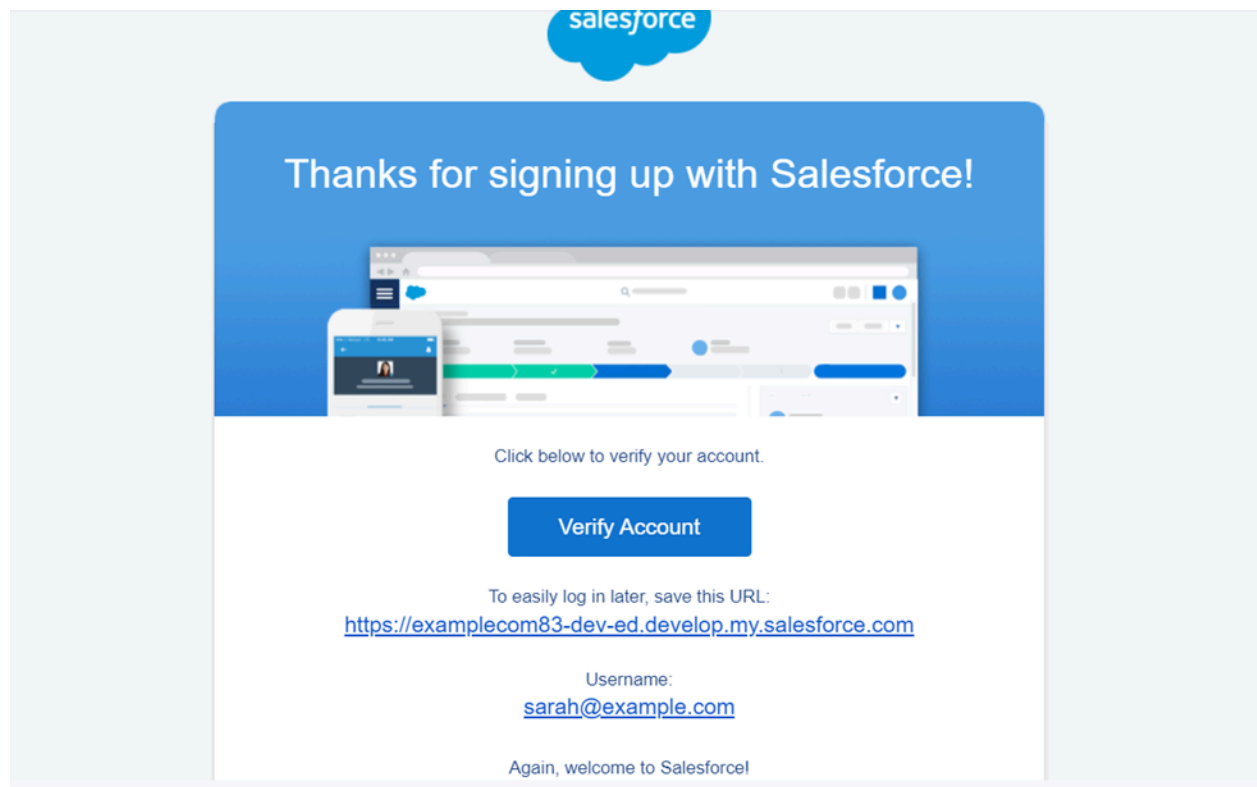 salesforce
Thanks for signing up with Salesforce!
Click below to verify your account.
Verify Account
To easily log in later, save this URL:
https://examplecom83-dev-ed.develop.my.salesforce.com
Username:
sarah@example.com
Again, welcome to Salesforce!